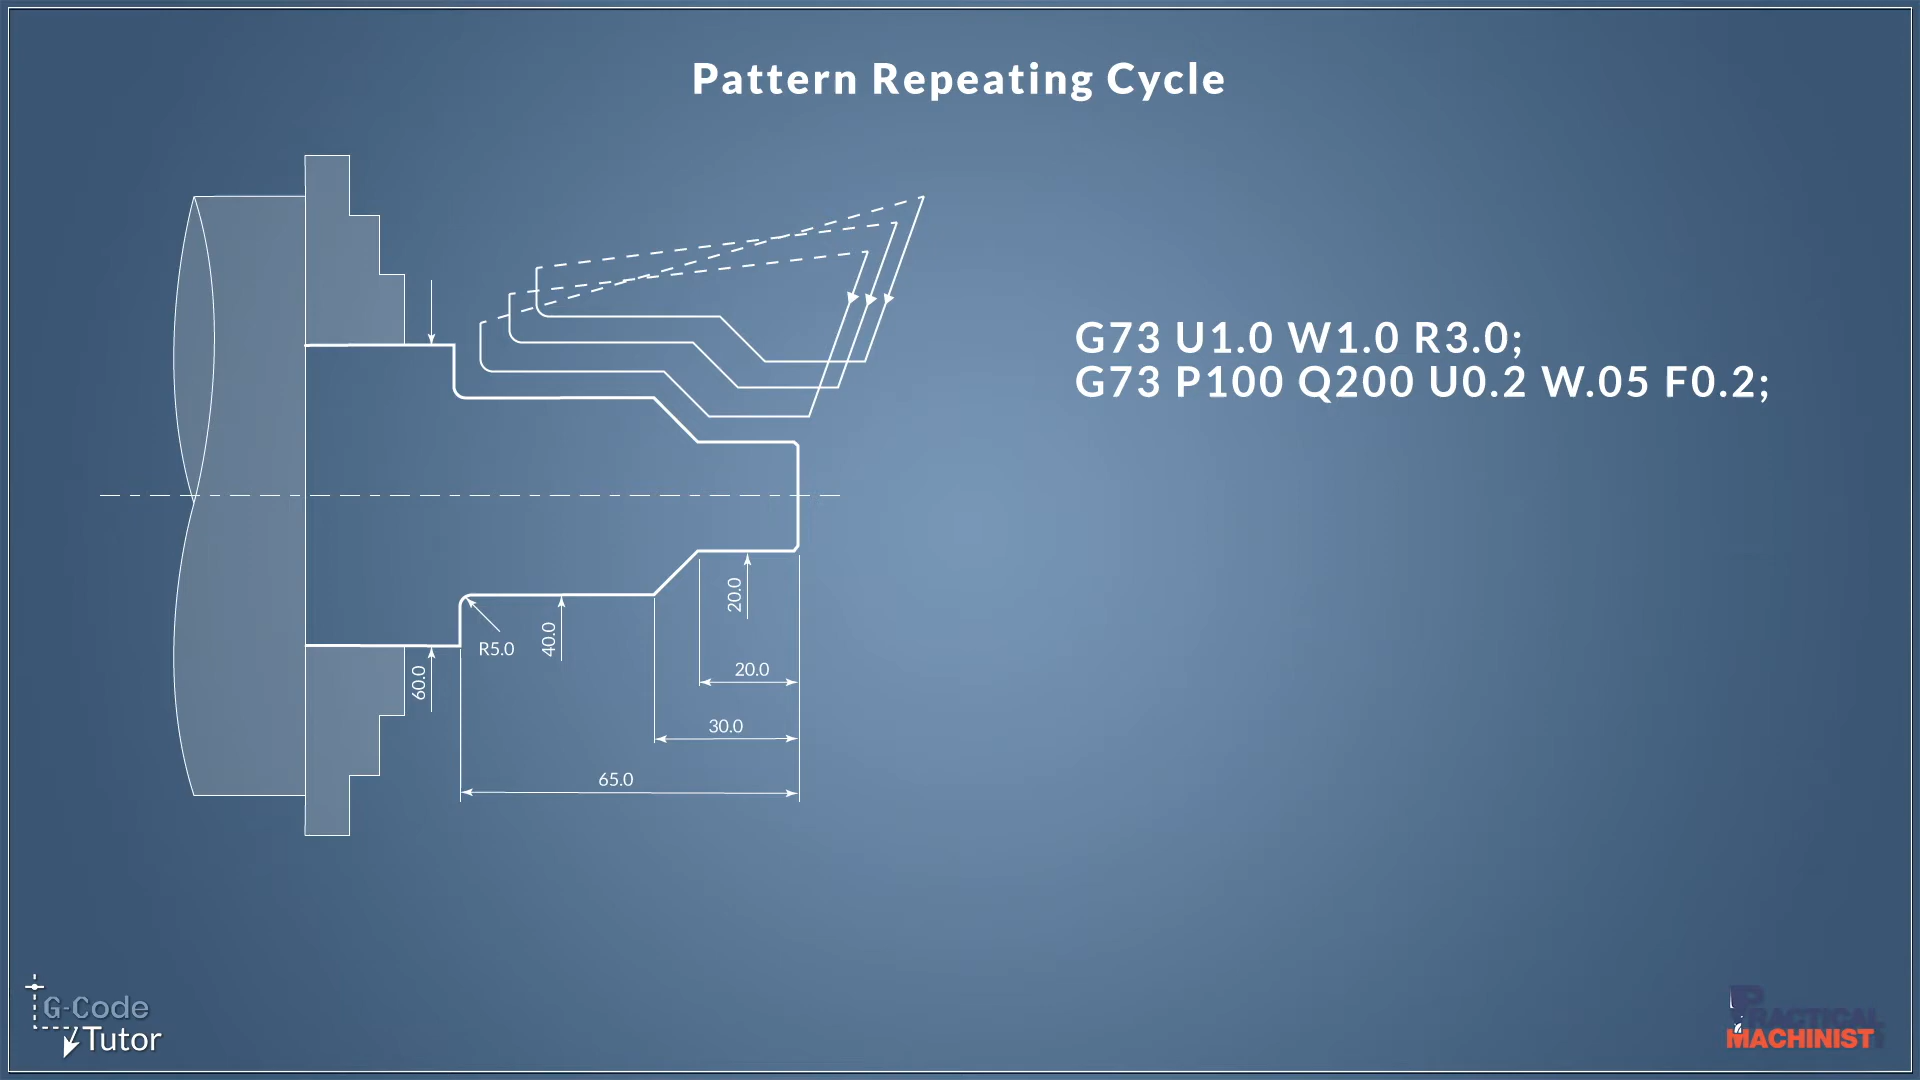 Pattern Repeating Cycle
G73 U1.0 W1.0 R3.0;
G73 P100 Q200 U0.2 W.05 F0.2;
20.0
40.0
R5.0
60.0
20.0
30.0
65.0
G-Code
Tutor
PRACTICAL
MACHINIST